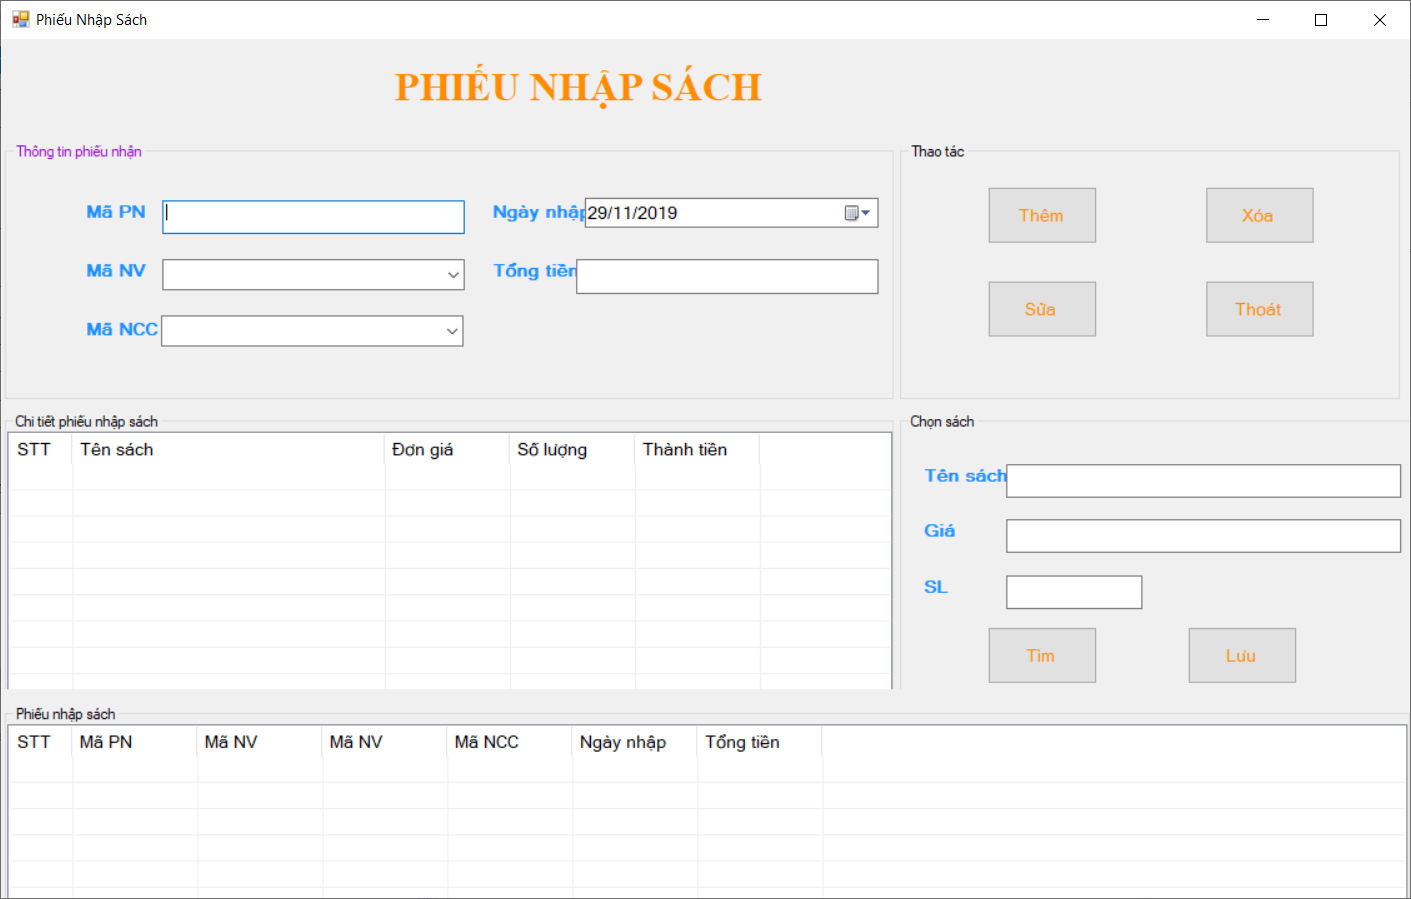 Phiếu Nhập Sách
PHIẾU NHẬP SÁCH
Thông tin phiếu nhận
Mã PN
Ngày nhập
29/11/2019
Mã NV
Tổng tiền
Mã NCC
Thao tác
Thêm
Xóa
Sửa
Thoát
Chi tiết phiếu nhập sách
STT Tên sách Đơn giá Số lượng Thành tiền
Chọn sách
Tên sách
Giá
SL
Tìm
Lưu
Phiếu nhập sách
STT Mã PN Mã NV Mã NV Mã NCC Ngày nhập Tổng tiền